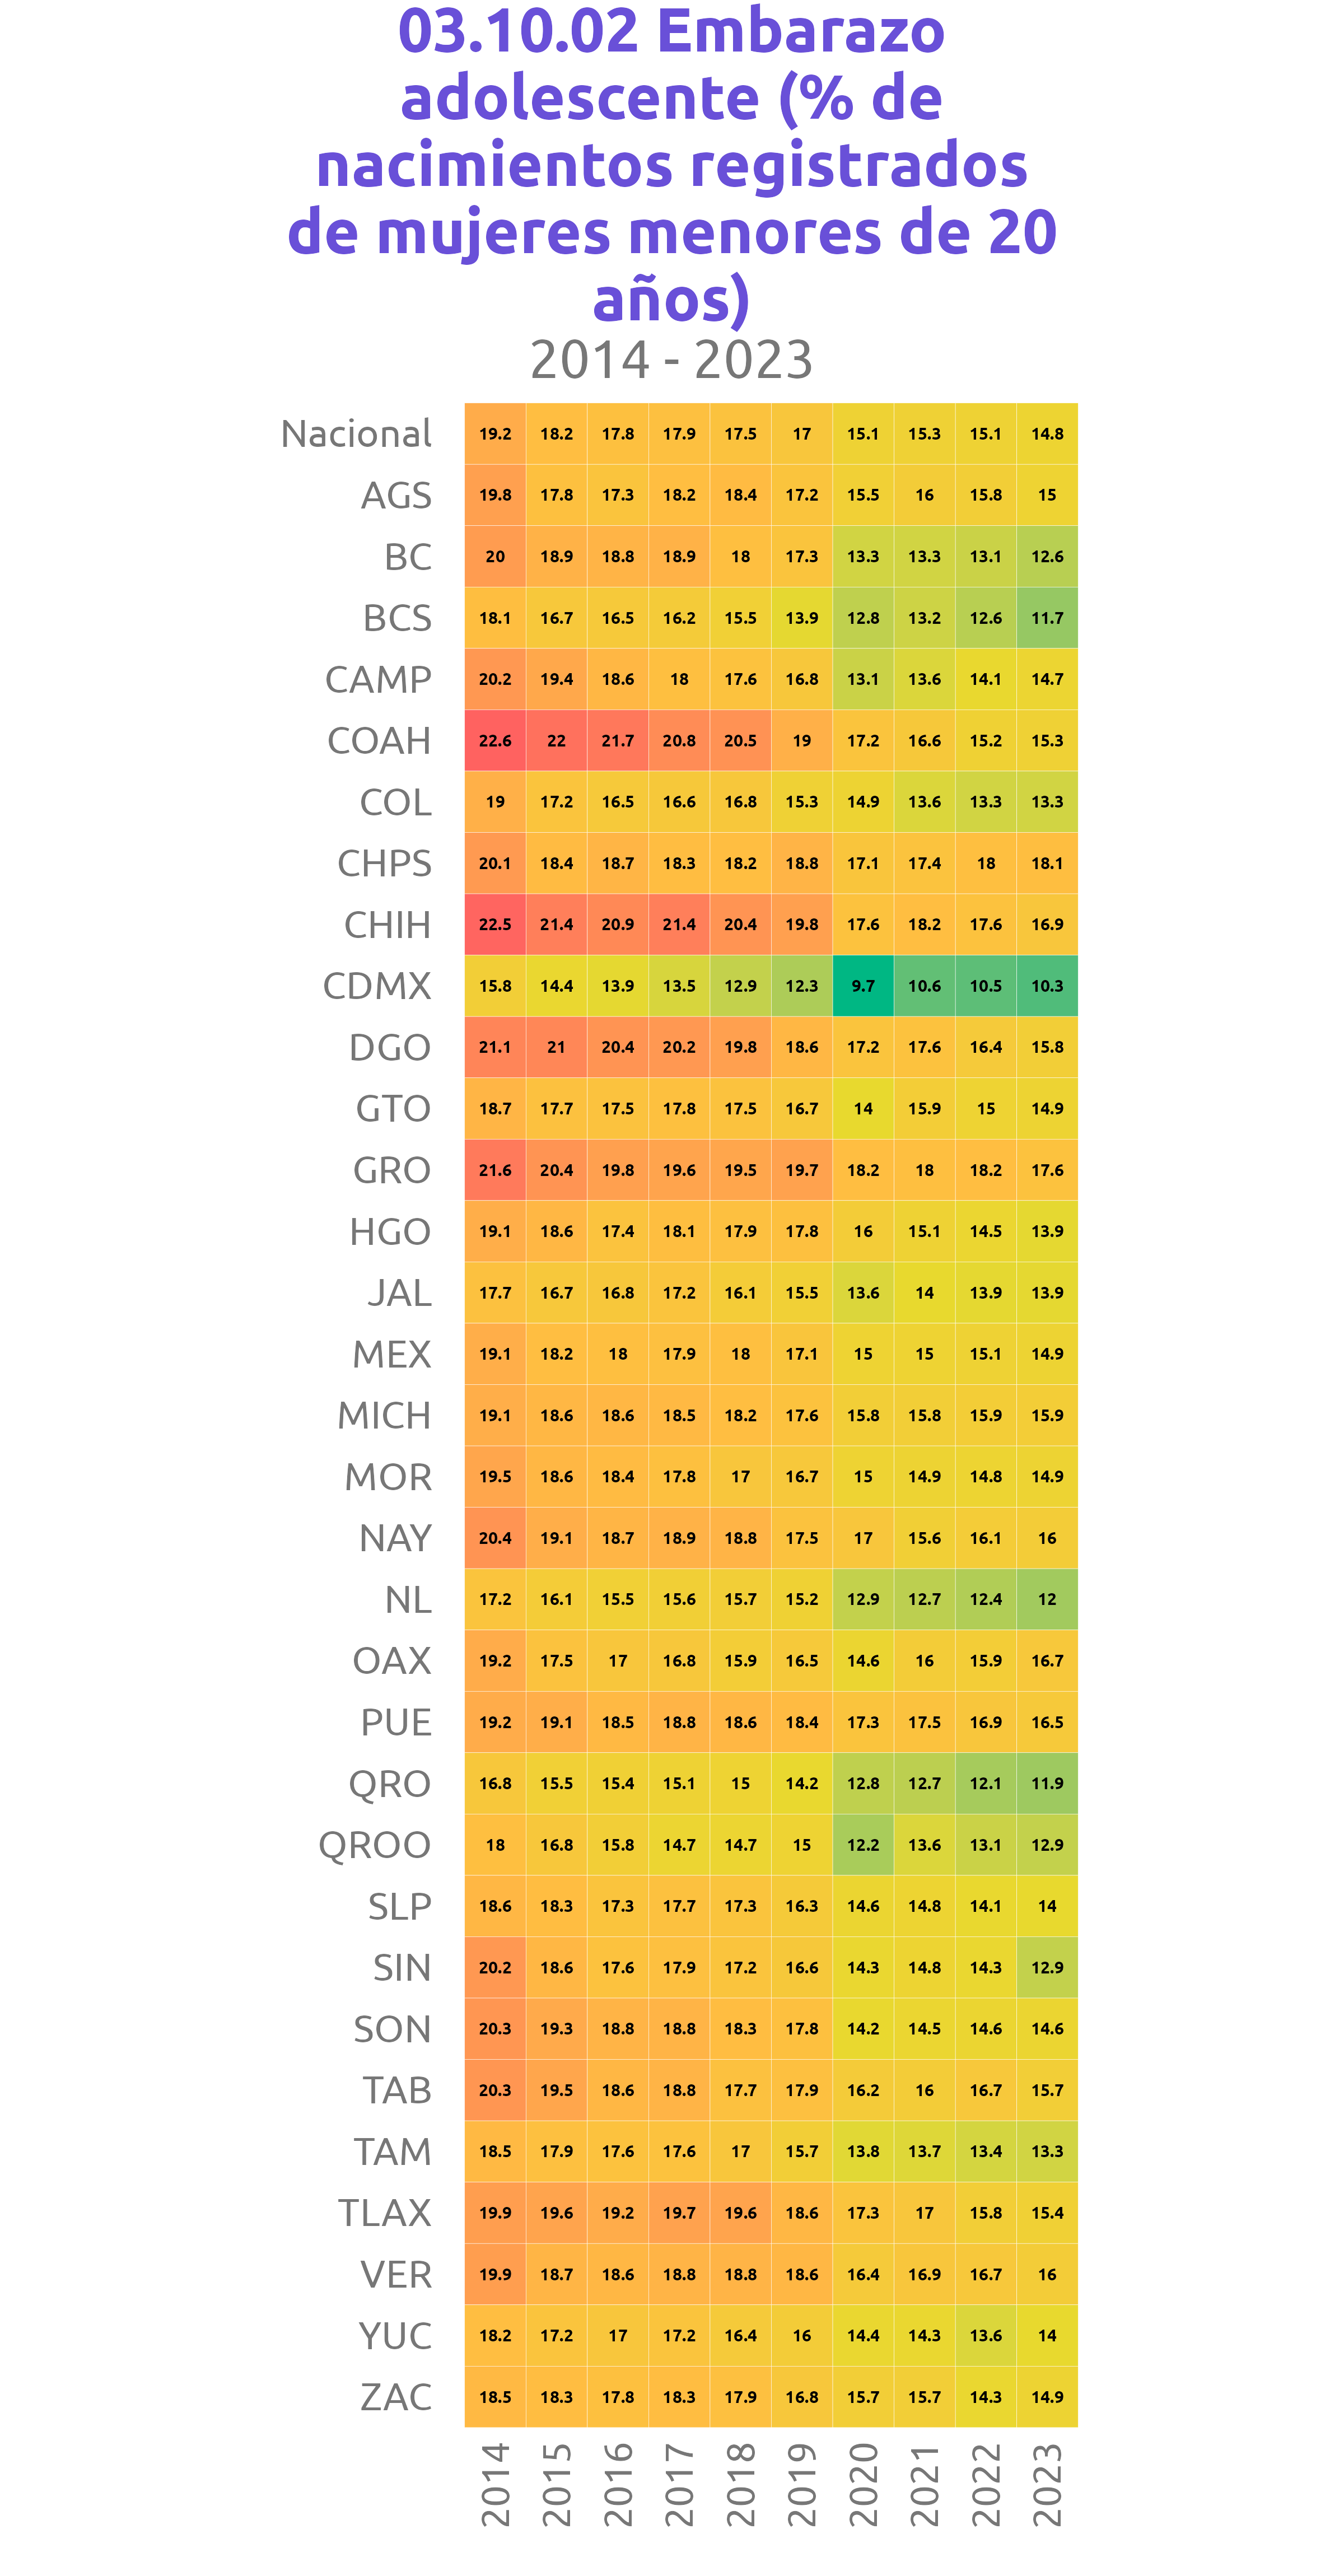 03.10.02 Embarazo
adolescente (% de
nacimientos registrados
de mujeres menores de 20
años)
2014 - 2023
Nacional 19.2 18.2 17.8 17.9 17.5 17 15.1 15.3 15.1 14.8
AGS 19.8 17.8 17.3 18.2 18.4 17.2 15.5 16 15.8 15
BC 20 18.9 18.8 18.9 18 17.3 13.3 13.3 13.1 12.6
BCS 18.1 16.7 16.5 16.2 15.5 13.9 12.8 13.2 12.6 11.7
CAMP 20.2 19.4 18.6 18 17.6 16.8 13.1 13.6 14.1 14.7
COAH 22.6 22 21.7 20.8 20.5 19 17.2 16.6 15.2 15.3
COL 19 17.2 16.5 16.6 16.8 15.3 14.9 13.6 13.3 13.3
CHPS 20.1 18.4 18.7 18.3 18.2 18.8 17.1 17.4 18 18.1
CHIH 22.5 21.4 20.9 21.4 20.4 19.8 17.6 18.2 17.6 16.9
CDMX 15.8 14.4 13.9 13.5 12.9 12.3 9.7 10.6 10.5 10.3
DGO 21.1 21 20.4 20.2 19.8 18.6 17.2 17.6 16.4 15.8
GTO 18.7 17.7 17.5 17.8 17.5 16.7 14 15.9 15 14.9
GRO 21.6 20.4 19.8 19.6 19.5 19.7 18.2 18 18.2 17.6
HGO 19.1 18.6 17.4 18.1 17.9 17.8 16 15.1 14.5 13.9
JAL 17.7 16.7 16.8 17.2 16.1 15.5 13.6 14 13.9 13.9
MEX 19.1 18.2 18 17.9 18 17.1 15 15 15.1 14.9
MICH 19.1 18.6 18.6 18.5 18.2 17.6 15.8 15.8 15.9 15.9
MOR 19.5 18.6 18.4 17.8 17 16.7 15 14.9 14.8 14.9
NAY 20.4 19.1 18.7 18.9 18.8 17.5 17 15.6 16.1 16
NL 17.2 16.1 15.5 15.6 15.7 15.2 12.9 12.7 12.4 12
OAX 19.2 17.5 17 16.8 15.9 16.5 14.6 16 15.9 16.7
PUE 19.2 19.1 18.5 18.8 18.6 18.4 17.3 17.5 16.9 16.5
QRO 16.8 15.5 15.4 15.1 15 14.2 12.8 12.7 12.1 11.9
QROO 18 16.8 15.8 14.7 14.7 15 12.2 13.6 13.1 12.9
SLP 18.6 18.3 17.3 17.7 17.3 16.3 14.6 14.8 14.1 14
SIN 20.2 18.6 17.6 17.9 17.2 16.6 14.3 14.8 14.3 12.9
SON 20.3 19.3 18.8 18.8 18.3 17.8 14.2 14.5 14.6 14.6
TAB 20.3 19.5 18.6 18.8 17.7 17.9 16.2 16 16.7 15.7
TAM 18.5 17.9 17.6 17.6 17 15.7 13.8 13.7 13.4 13.3
TLAX 19.9 19.6 19.2 19.7 19.6 18.6 17.3 17 15.8 15.4
VER 19.9 18.7 18.6 18.8 18.8 18.6 16.4 16.9 16.7 16
YUC 18.2 17.2 17 17.2 16.4 16 14.4 14.3 13.6 14
ZAC 18.5 18.3 17.8 18.3 17.9 16.8 15.7 15.7 14.3 14.9
2014 2015 2016 2017 2018 2019 2020 2021 2022 2023